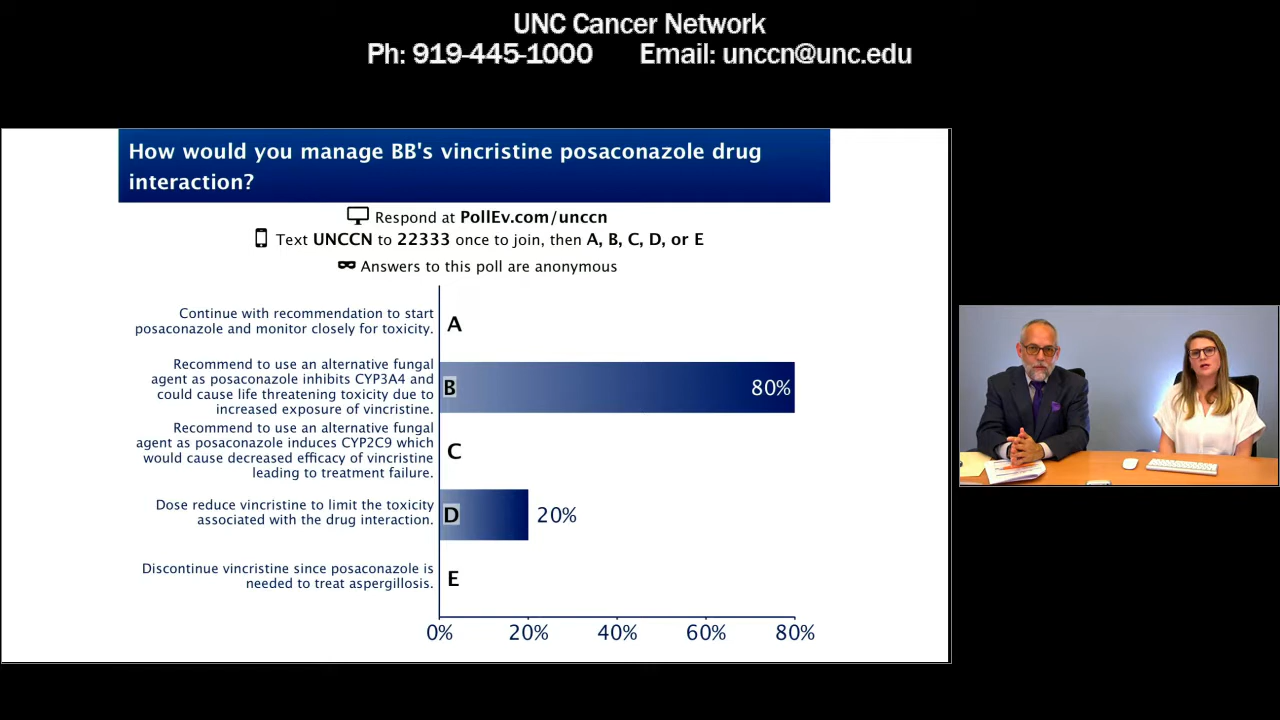 UNC Cancer Network
Ph: 919-445-1000 Email: unccn@unc.edu
How would you manage BB's vincristine posaconazole drug
interaction?
Respond at PollEv.com/unccn
Text UNCCN to 22333 once to join, then A, B, C, D, or E
Answers to this poll are anonymous
Continue with recommendation to start
posaconazole and monitor closely for toxicity.
A
Recommend to use an alternative fungal
agent as posaconazole inhibits CYP3A4 and
could cause life threatening toxicity due to
increased exposure of vincristine.
B
80%
Recommend to use an alternative fungal
agent as posaconazole induces CYP2C9 which
would cause decreased efficacy of vincristine
leading to treatment failure.
C
Dose reduce vincristine to limit the toxicity
associated with the drug interaction.
D
20%
Discontinue vincristine since posaconazole is
needed to treat aspergillosis.
E
0% 20% 40% 60% 80%